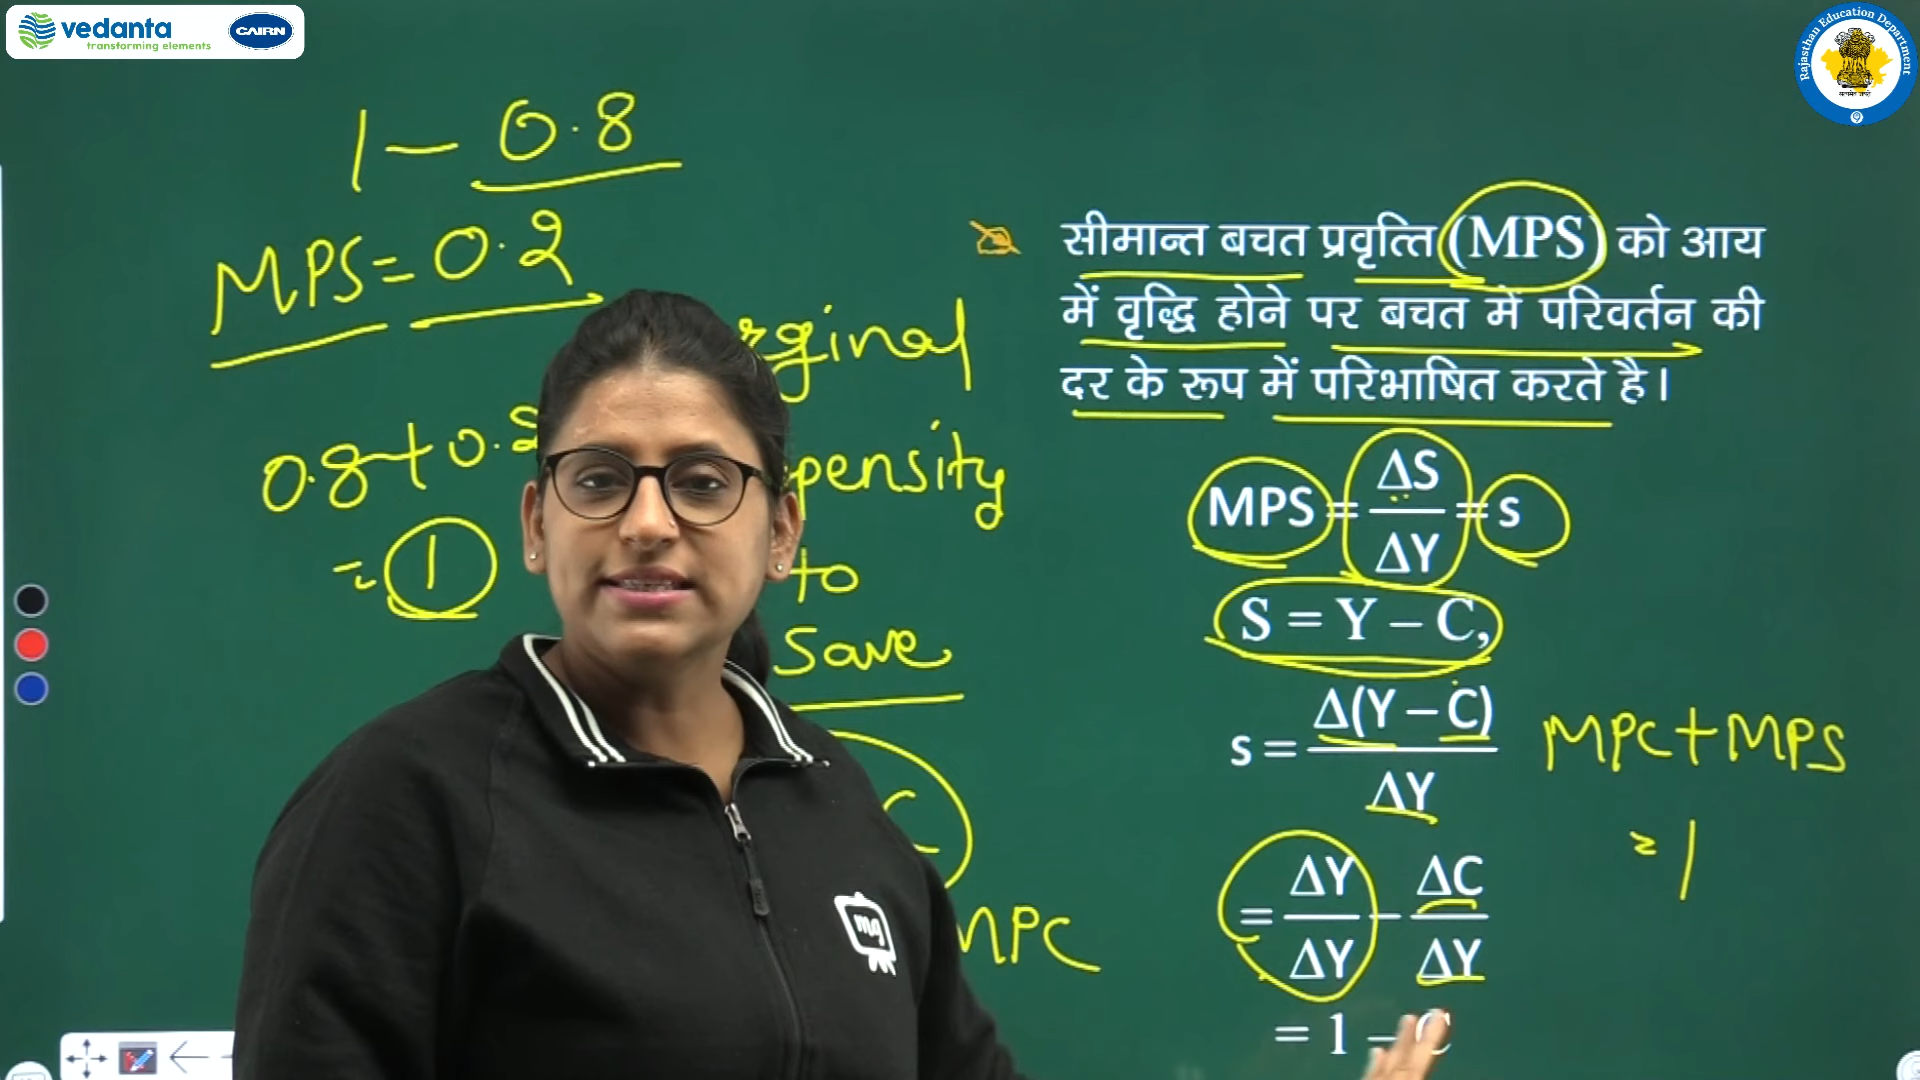 vedanta
transforming elements
CAIRN
Rajasthan Education Department
1 - 0.8
MPS = 0.2
0.8 + 0.2
= 1
pensity
to
save
MPC
सीमान्त बचत प्रवृत्ति (MPS) को आय
में वृद्धि होने पर बचत में परिवर्तन की
दर के रूप में परिभाषित करते है।
MPS = ΔS/ΔY = s
S = Y – C,
s = Δ(Y – C)/ΔY
= ΔY/ΔY – ΔC/ΔY
= 1 – C
MPC + MPS
= 1
mg